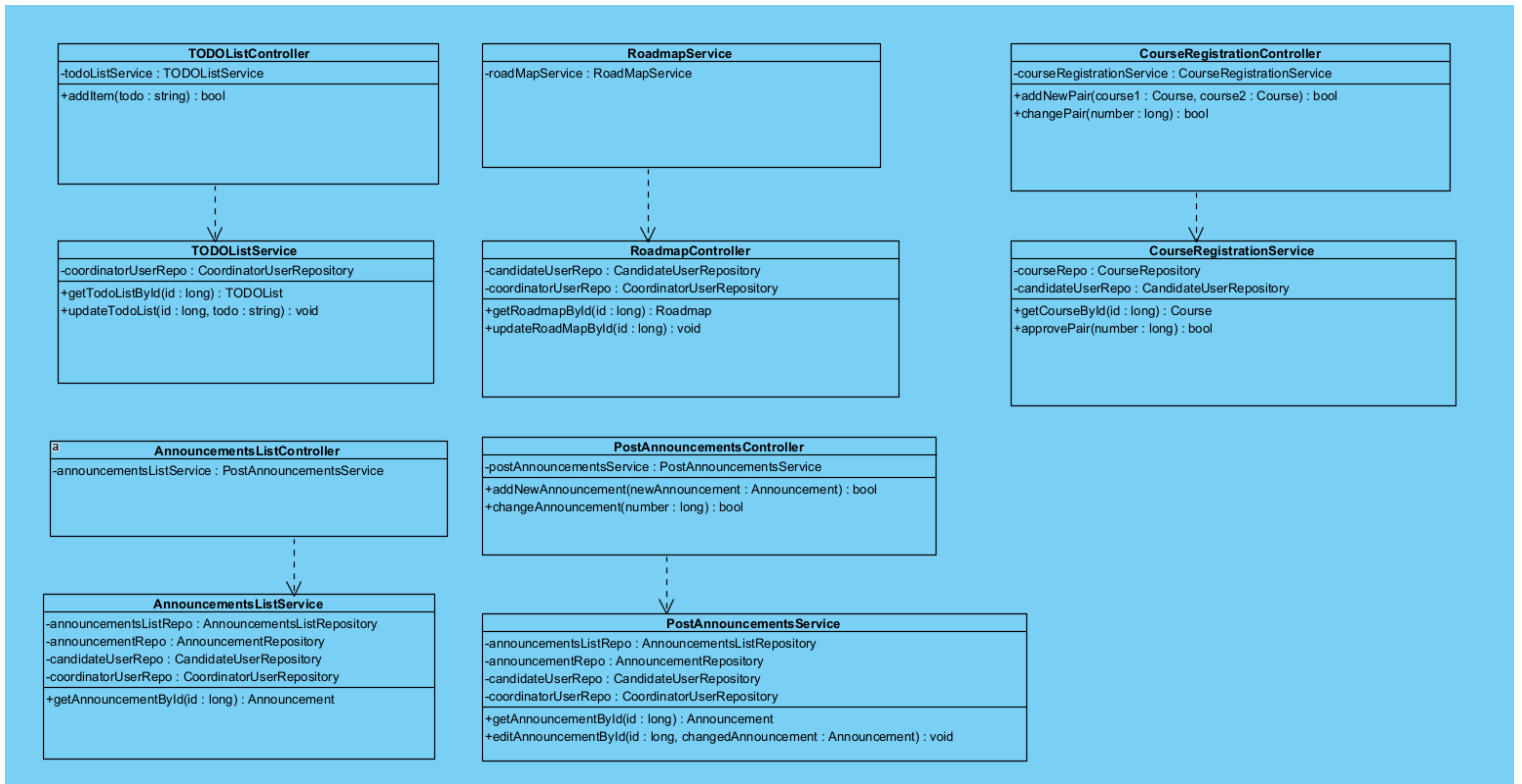 TODOListController
-todoListService : TODOListService
+addItem(todo : string) : bool
TODOListService
-coordinatorUserRepo : CoordinatorUserRepository
+getTodoListById(id : long) : TODOList
+updateTodoList(id : long, todo : string) : void
RoadmapService
-roadMapService : RoadMapService
RoadmapController
-candidateUserRepo : CandidateUserRepository
-coordinatorUserRepo : CoordinatorUserRepository
+getRoadmapById(id : long) : Roadmap
+updateRoadMapById(id : long) : void
CourseRegistrationController
-courseRegistrationService : CourseRegistrationService
+addNewPair(course1 : Course, course2 : Course) : bool
+changePair(number : long) : bool
CourseRegistrationService
-courseRepo : CourseRepository
-candidateUserRepo : CandidateUserRepository
+getCourseById(id : long) : Course
+approvePair(number : long) : bool
a
AnnouncementsListController
-announcementsListService : PostAnnouncementsService
AnnouncementsListService
-announcementsListRepo : AnnouncementsListRepository
-announcementRepo : AnnouncementRepository
-candidateUserRepo : CandidateUserRepository
-coordinatorUserRepo : CoordinatorUserRepository
+getAnnouncementById(id : long) : Announcement
PostAnnouncementsController
-postAnnouncementsService : PostAnnouncementsService
+addNewAnnouncement(newAnnouncement : Announcement) : bool
+changeAnnouncement(number : long) : bool
PostAnnouncementsService
-announcementsListRepo : AnnouncementsListRepository
-announcementRepo : AnnouncementRepository
-candidateUserRepo : CandidateUserRepository
-coordinatorUserRepo : CoordinatorUserRepository
+getAnnouncementById(id : long) : Announcement
+editAnnouncementById(id : long, changedAnnouncement : Announcement) : void